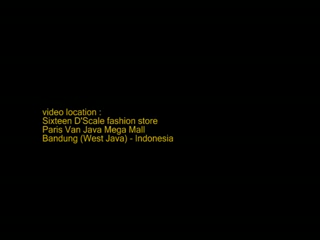 video location :
Sixteen D'Scale fashion store
Paris Van Java Mega Mall
Bandung (West Java) - Indonesia